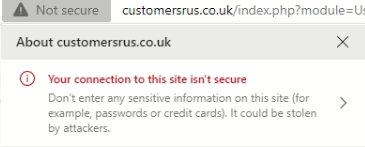 Not secure customersrus.co.uk/index.php?module=Us
About customersrus.co.uk
Your connection to this site isn't secure
Don't enter any sensitive information on this site (for
example, passwords or credit cards). It could be stolen
by attackers.